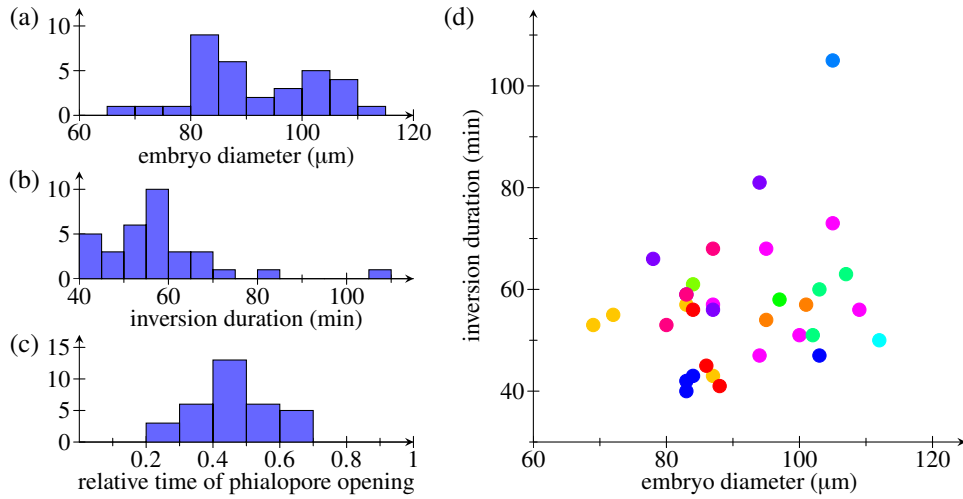 (a)
10
5
0
60 80 100 120
embryo diameter (μm)
(b)
10
5
0
40 60 80 100
inversion duration (min)
(c)
15
10
5
0
0.2 0.4 0.6 0.8 1
relative time of phialopore opening
(d)
inversion duration (min)
100
80
60
40
60 80 100 120
embryo diameter (μm)